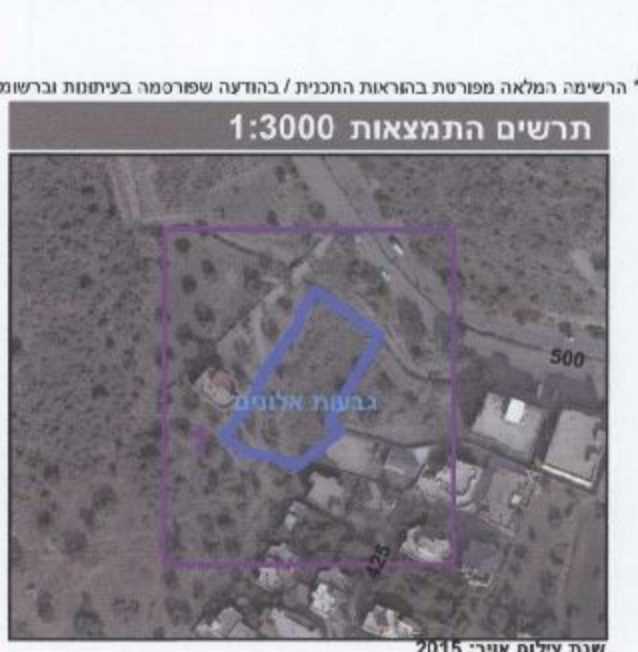 * הרשימה המלאה מפורטת בהוראות התכנית / בהודעה שפורסמה בעיתונות וברשומ
תרשים התמצאות 1:3000
500
גבעות אלונים
425
שנת צילום אויר: 2015